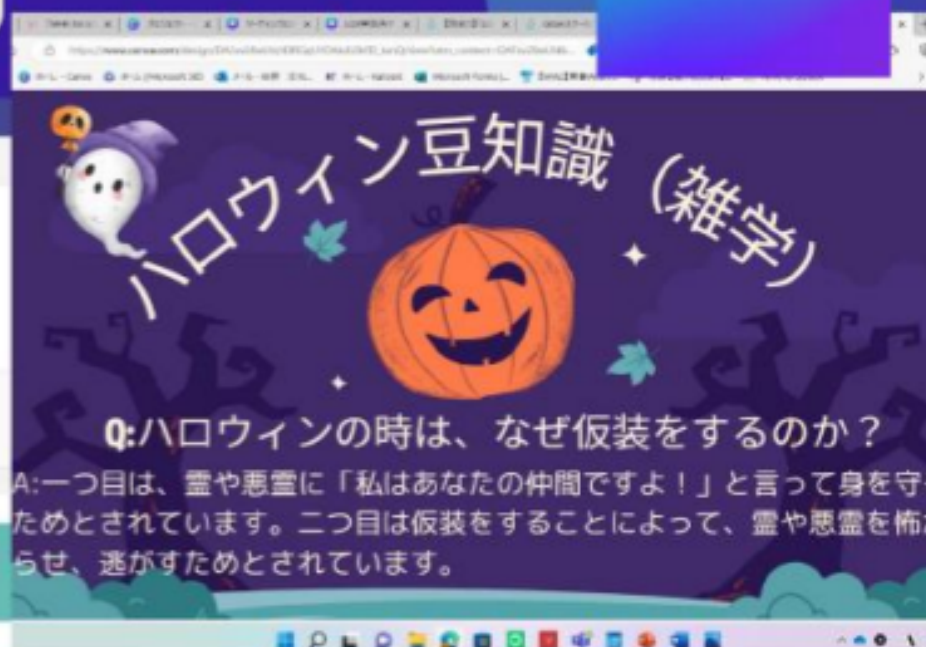 ハロウィン豆知識（雑学）
Q:ハロウィンの時は、なぜ仮装をするのか？
A:一つ目は、霊や悪霊に「私はあなたの仲間ですよ！」と言って身を守
ためとされています。二つ目は仮装をすることによって、霊や悪霊を怖
らせ、逃がすためとされています。